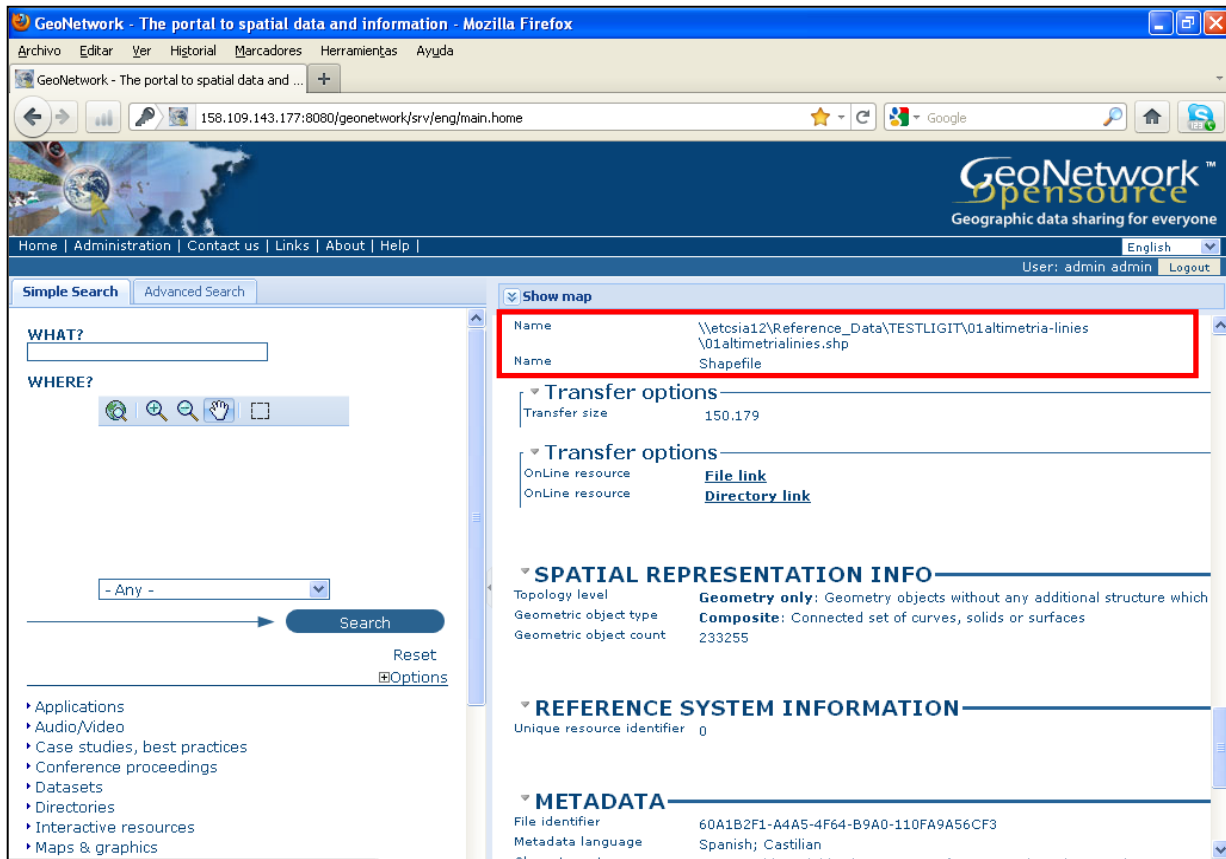 GeoNetwork - The portal to spatial data and information - Mozilla Firefox
Archivo Editar Ver Historial Marcadores Herramientas Ayuda
GeoNetwork - The portal to spatial data and ... +
158.109.143.177:8080/geonetwork/srv/eng/main.home
Google
GeoNetwork™
Opensource
Geographic data sharing for everyone
Home | Administration | Contact us | Links | About | Help |
English
User: admin admin Logout
Simple Search Advanced Search
WHAT?
WHERE?
- Any -
Search
Reset
Options
Applications
Audio/Video
Case studies, best practices
Conference proceedings
Datasets
Directories
Interactive resources
Maps & graphics
Show map
Name \\etcsia12\Reference_Data\TESTLIGIT\01altimetria-linies
\01altimetrialinies.shp
Name Shapefile
Transfer options
Transfer size 150.179
Transfer options
OnLine resource File link
OnLine resource Directory link
SPATIAL REPRESENTATION INFO
Topology level Geometry only: Geometry objects without any additional structure which
Geometric object type Composite: Connected set of curves, solids or surfaces
Geometric object count 233255
REFERENCE SYSTEM INFORMATION
Unique resource identifier 0
METADATA
File identifier 60A1B2F1-A4A5-4F64-B9A0-110FA9A56CF3
Metadata language Spanish; Castilian